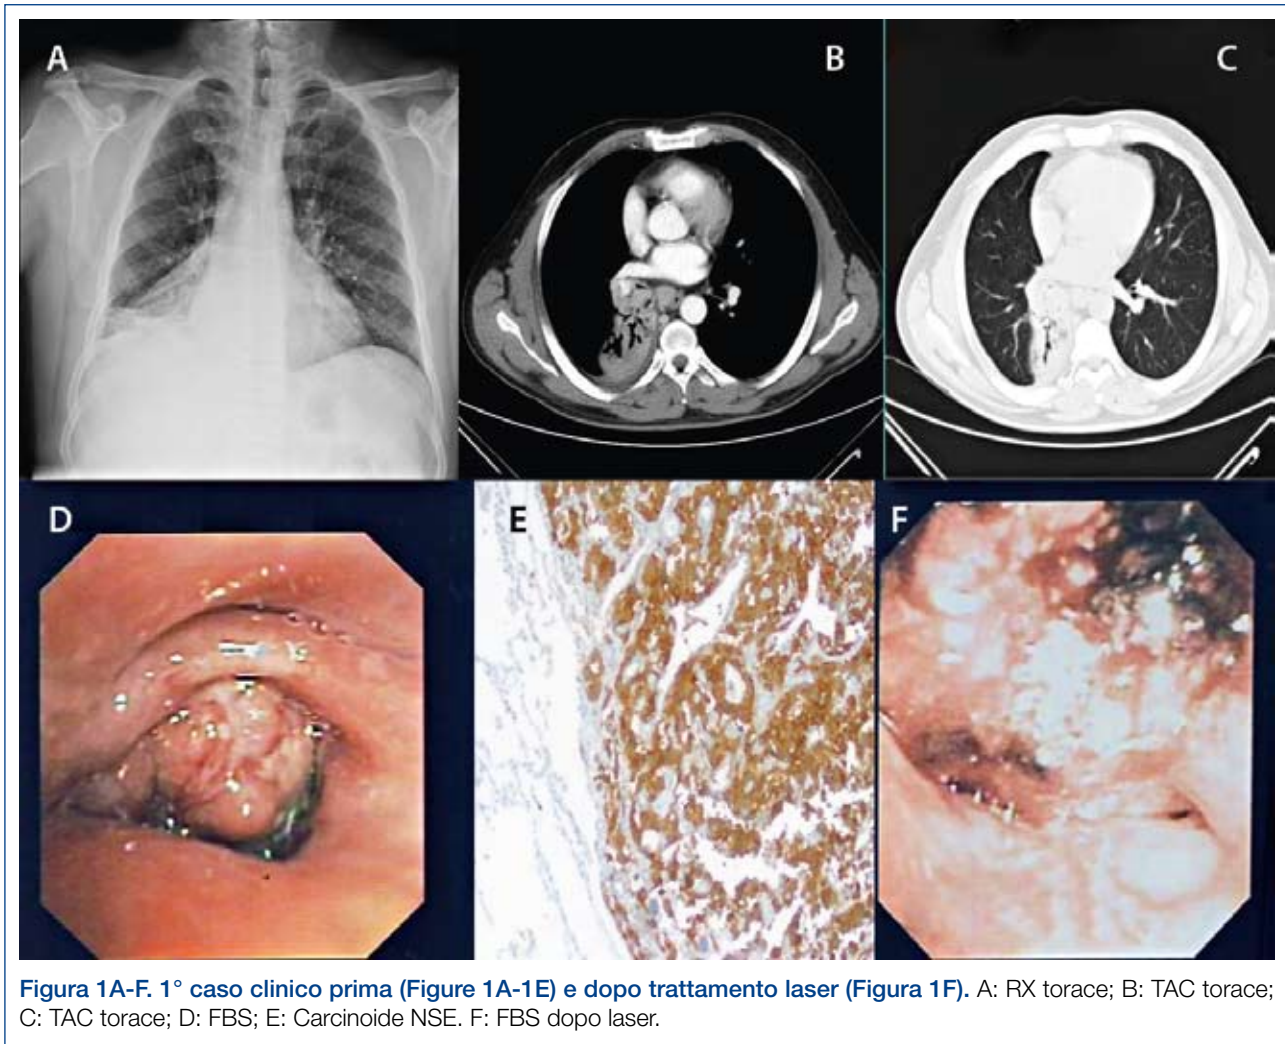 A
B
C
D
E
F
Figura 1A-F. 1° caso clinico prima (Figure 1A-1E) e dopo trattamento laser (Figura 1F). A: RX torace; B: TAC torace;
C: TAC torace; D: FBS; E: Carcinoide NSE. F: FBS dopo laser.